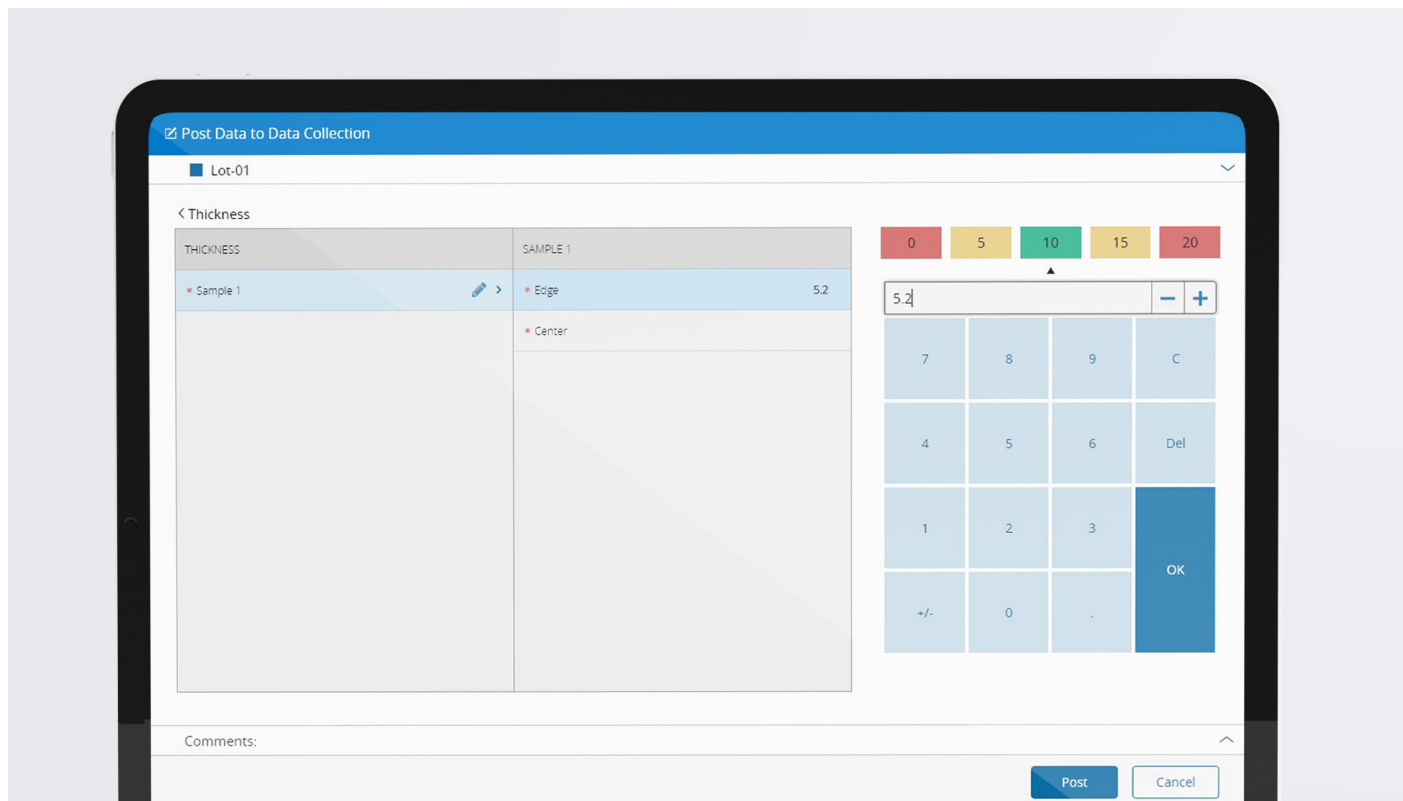 Post Data to Data Collection
Lot-01
< Thickness
THICKNESS
* Sample 1
SAMPLE 1
* Edge 5.2
* Center
0 5 10 15 20
5.2 − +
7 8 9 C
4 5 6 Del
1 2 3
OK
+/- 0 .
Comments:
Post Cancel